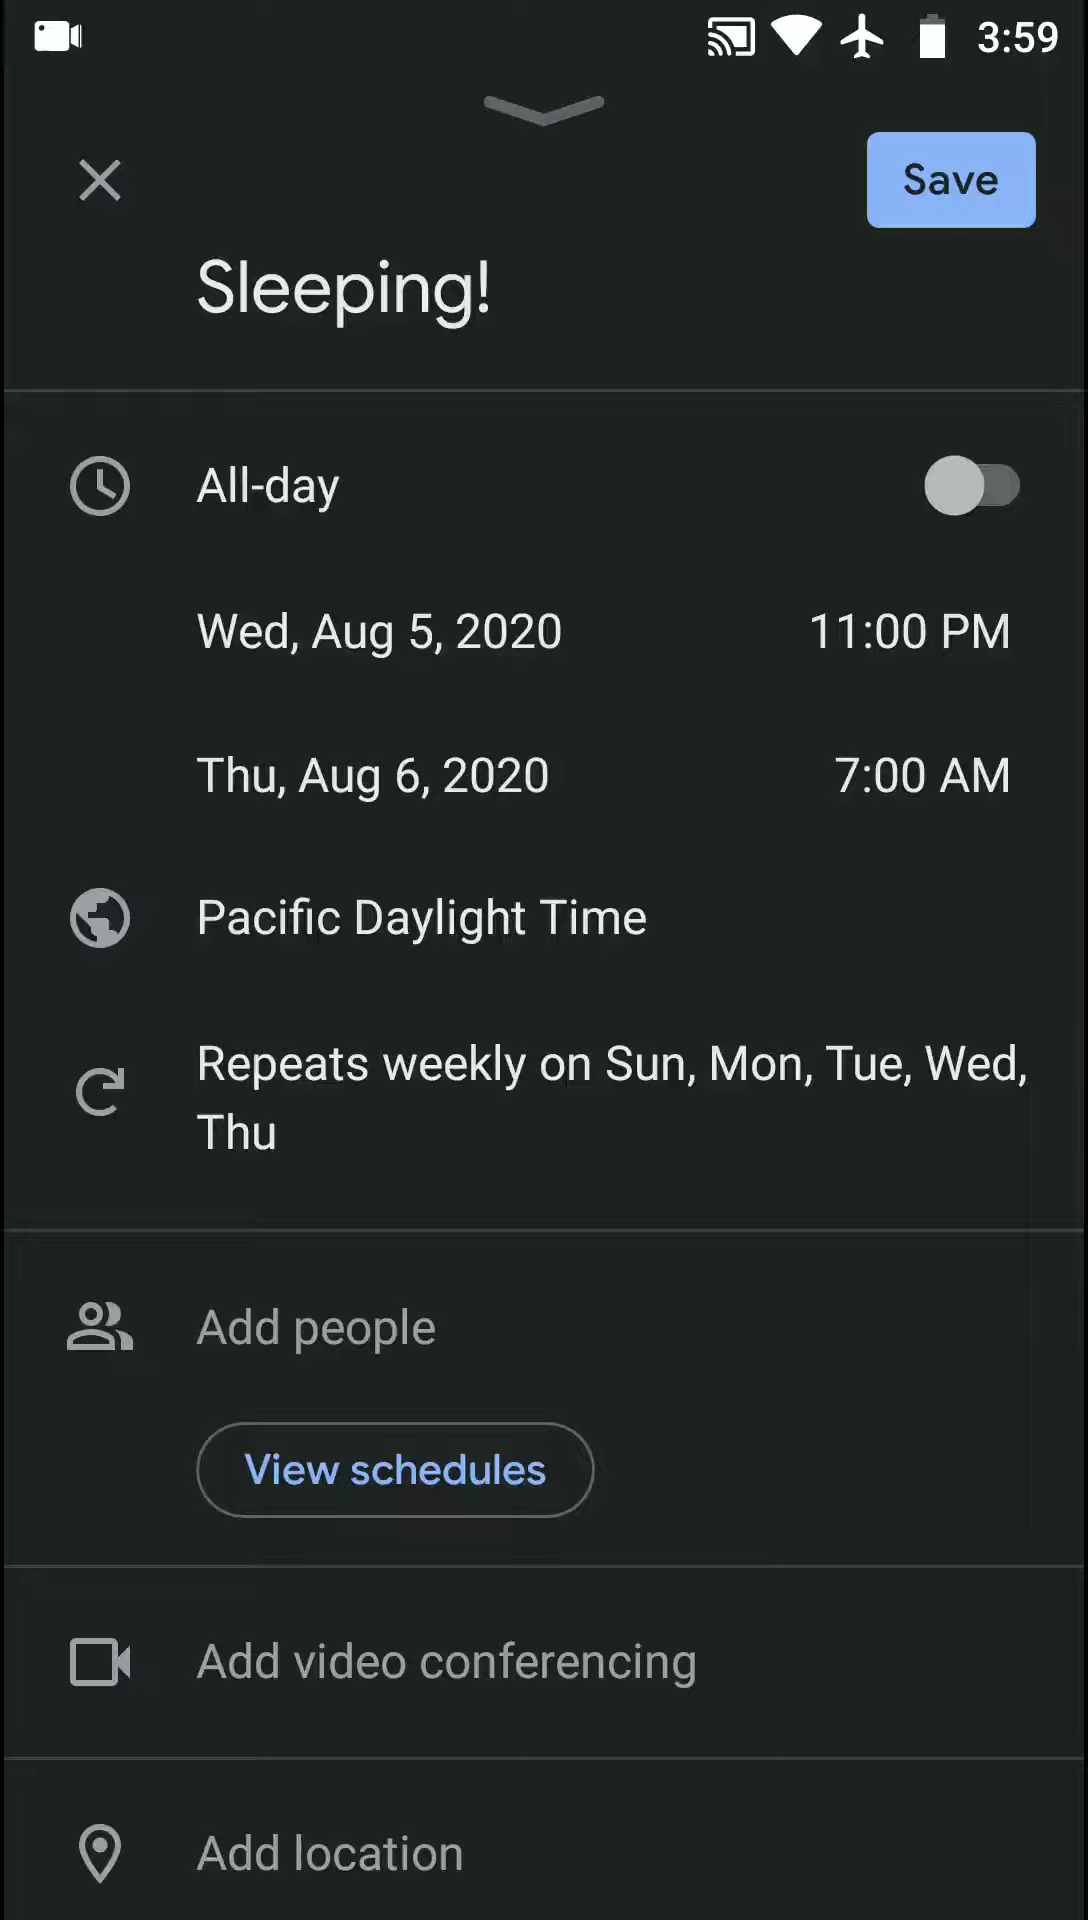 3:59
Save
Sleeping!
All-day
Wed, Aug 5, 2020 11:00 PM
Thu, Aug 6, 2020 7:00 AM
Pacific Daylight Time
Repeats weekly on Sun, Mon, Tue, Wed,
Thu
Add people
View schedules
Add video conferencing
Add location